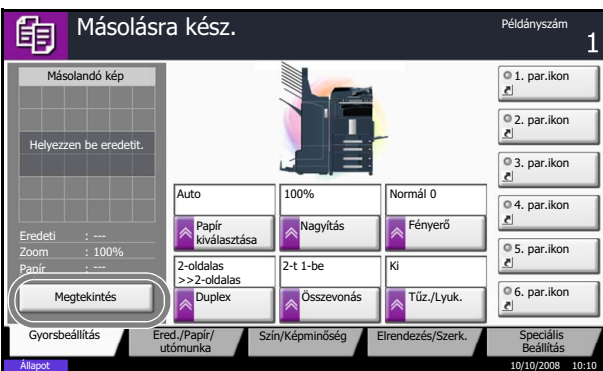 Másolásra kész.
Példányszám
1
Másolandó kép
Helyezzen be eredetit.
Eredeti : ---
Zoom : 100%
Papír : ---
Megtekintés
Auto
Papír
kiválasztása
100%
Nagyítás
Normál 0
Fényerő
2-oldalas
>>2-oldalas
Duplex
2-t 1-be
Összevonás
Ki
Tűz./Lyuk.
1. par.ikon
2. par.ikon
3. par.ikon
4. par.ikon
5. par.ikon
6. par.ikon
Gyorsbeállítás
Ered./Papír/
utómunka
Szín/Képminőség
Elrendezés/Szerk.
Speciális
Beállítás
Állapot
10/10/2008 10:10